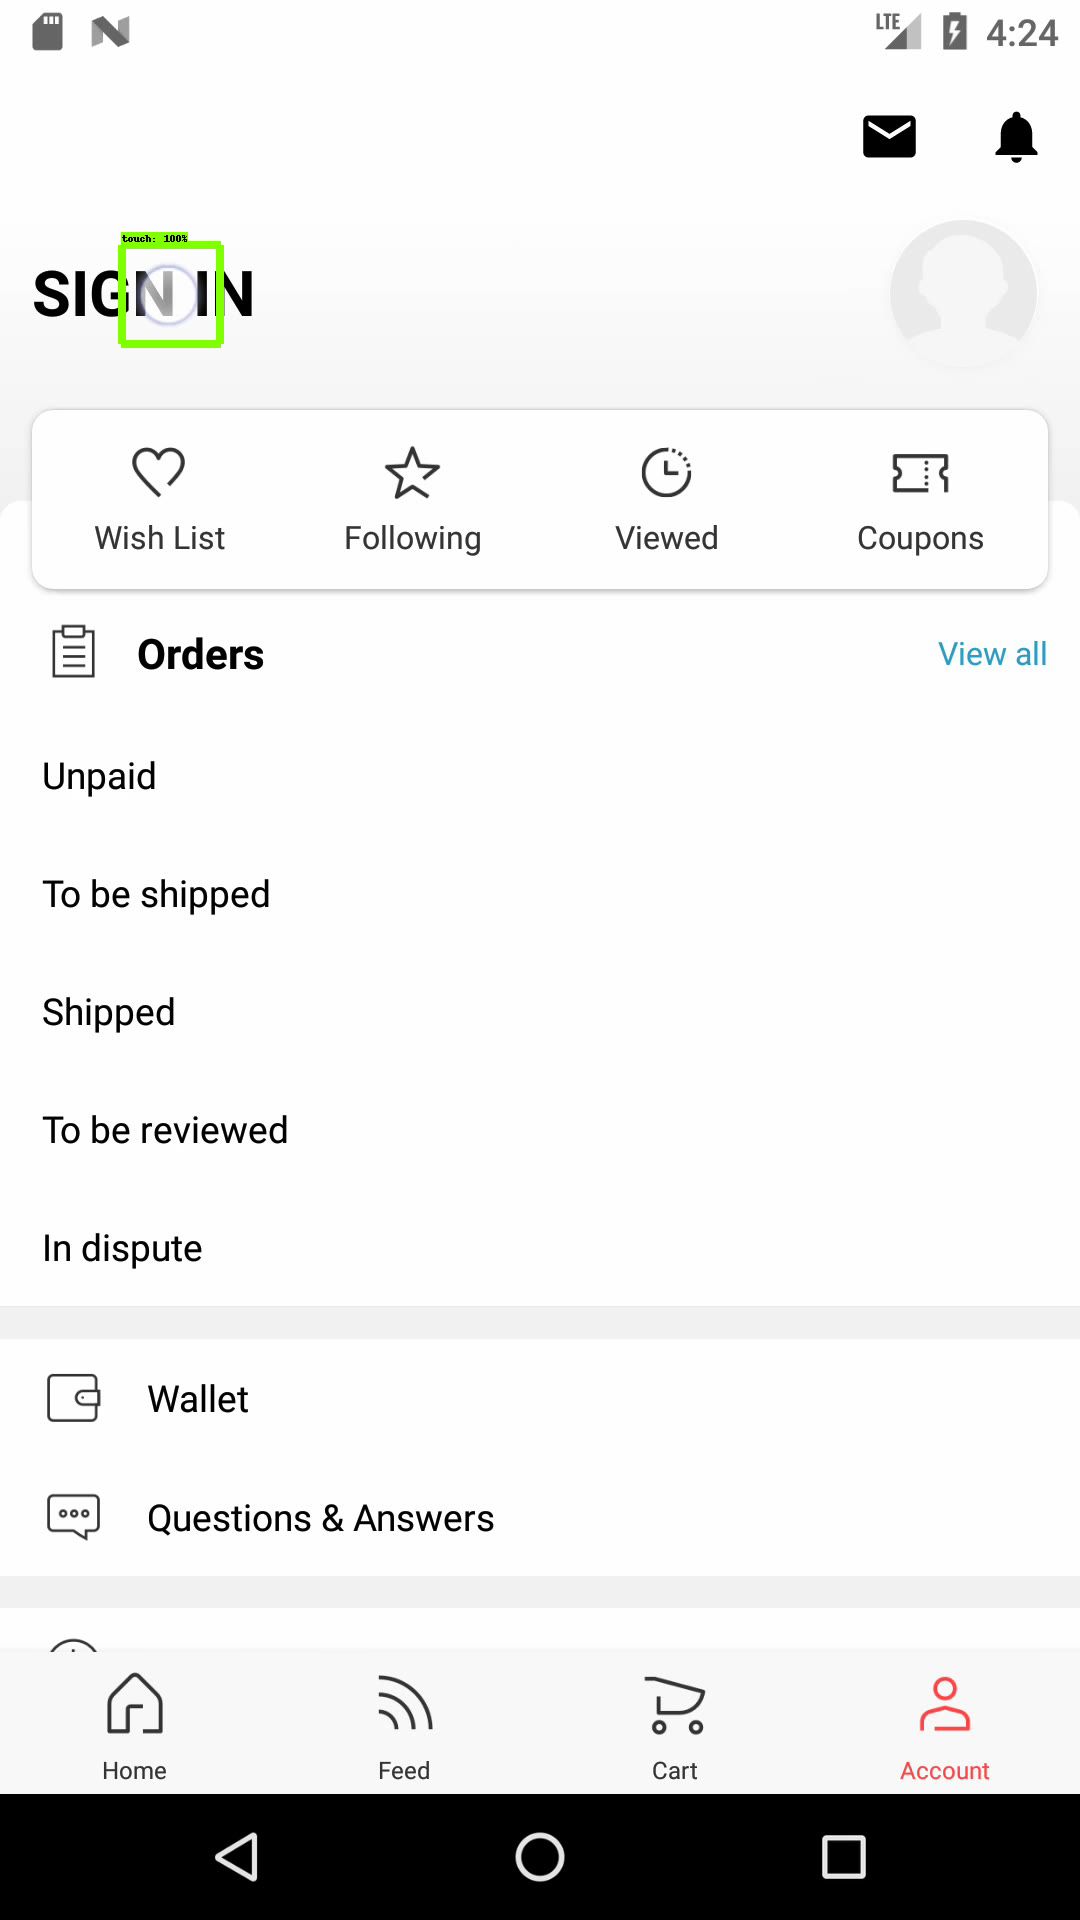 LTE 4:24
touch: 100%
SIGN IN
Wish List Following Viewed Coupons
Orders View all
Unpaid
To be shipped
Shipped
To be reviewed
In dispute
Wallet
Questions & Answers
Home Feed Cart Account